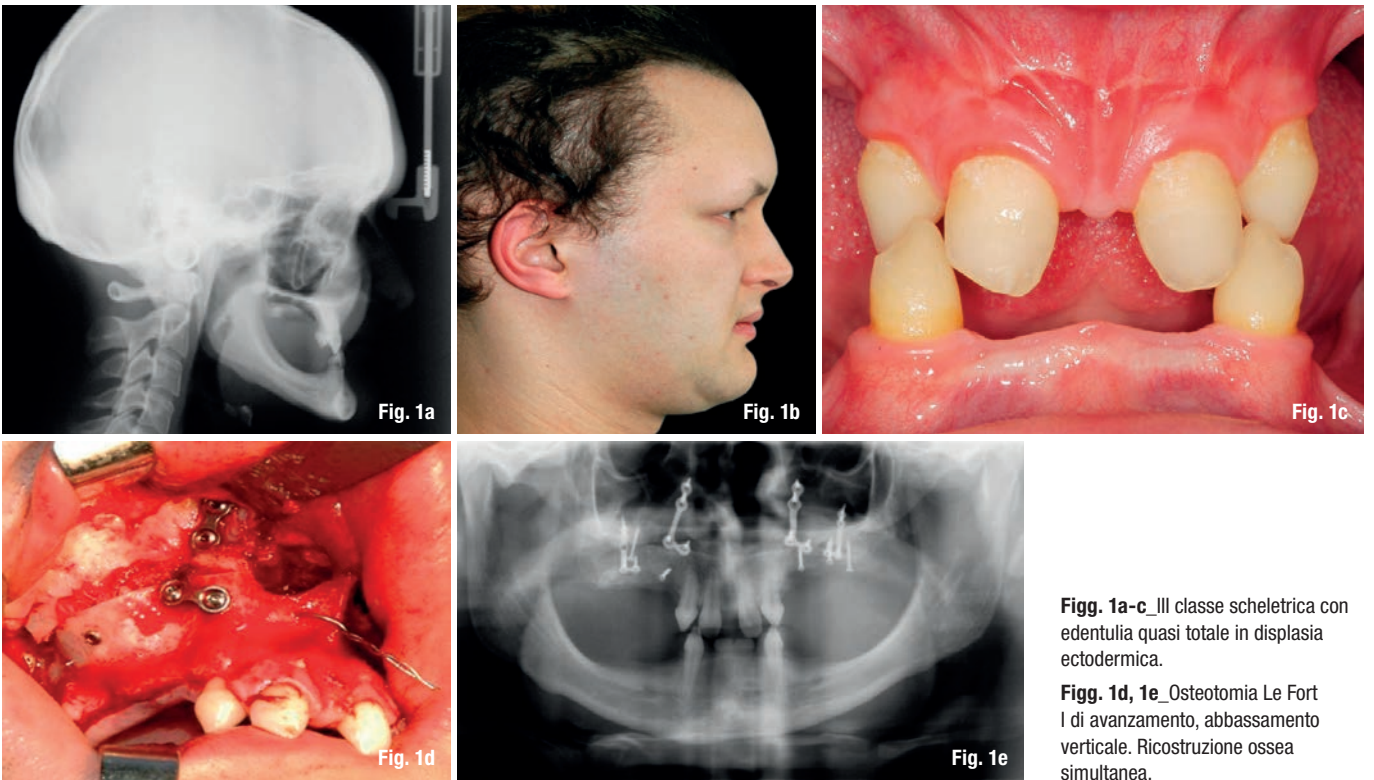 Fig. 1a
Fig. 1b
Fig. 1c
Fig. 1d
Fig. 1e
Figg. 1a-c_III classe scheletrica con
edentulia quasi totale in displasia
ectodermica.
Figg. 1d, 1e_Osteotomia Le Fort
I di avanzamento, abbassamento
verticale. Ricostruzione ossea
simultanea.